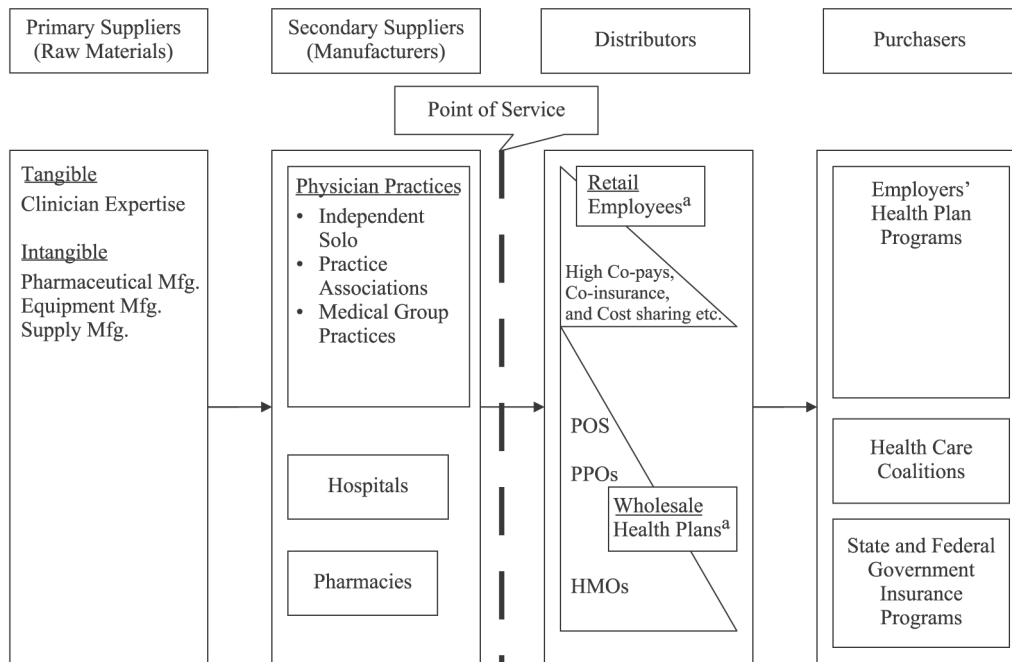 Primary Suppliers
(Raw Materials)
Secondary Suppliers
(Manufacturers)
Distributors
Purchasers
Point of Service
Tangible
Clinician Expertise
Intangible
Pharmaceutical Mfg.
Equipment Mfg.
Supply Mfg.
Physician Practices
• Independent
Solo
• Practice
Associations
• Medical Group
Practices
Hospitals
Pharmacies
Retail
Employeesª
High Co-pays,
Co-insurance,
and Cost sharing etc.
POS
PPOs
Wholesale
Health Plansª
HMOs
Employers’
Health Plan
Programs
Health Care
Coalitions
State and Federal
Government
Insurance
Programs